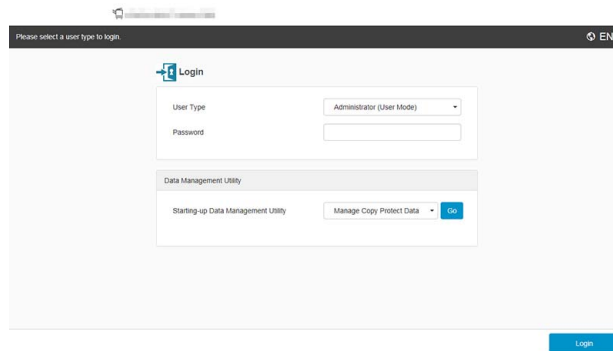 Please select a user type to login.
EN
Login
User Type
Administrator (User Mode)
Password
Data Management Utility
Starting-up Data Management Utility
Manage Copy Protect Data
Go
Login